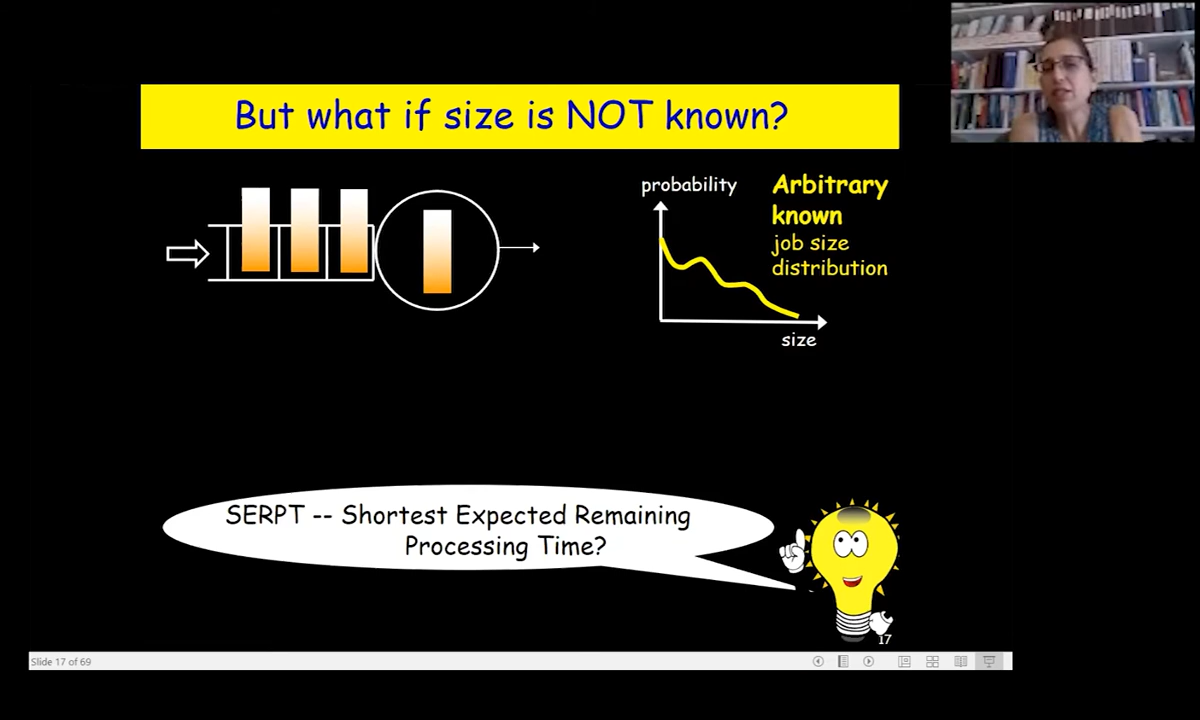 But what if size is NOT known?
probability
Arbitrary
known
job size
distribution
size
SERPT -- Shortest Expected Remaining
Processing Time?
17
Slide 17 of 69